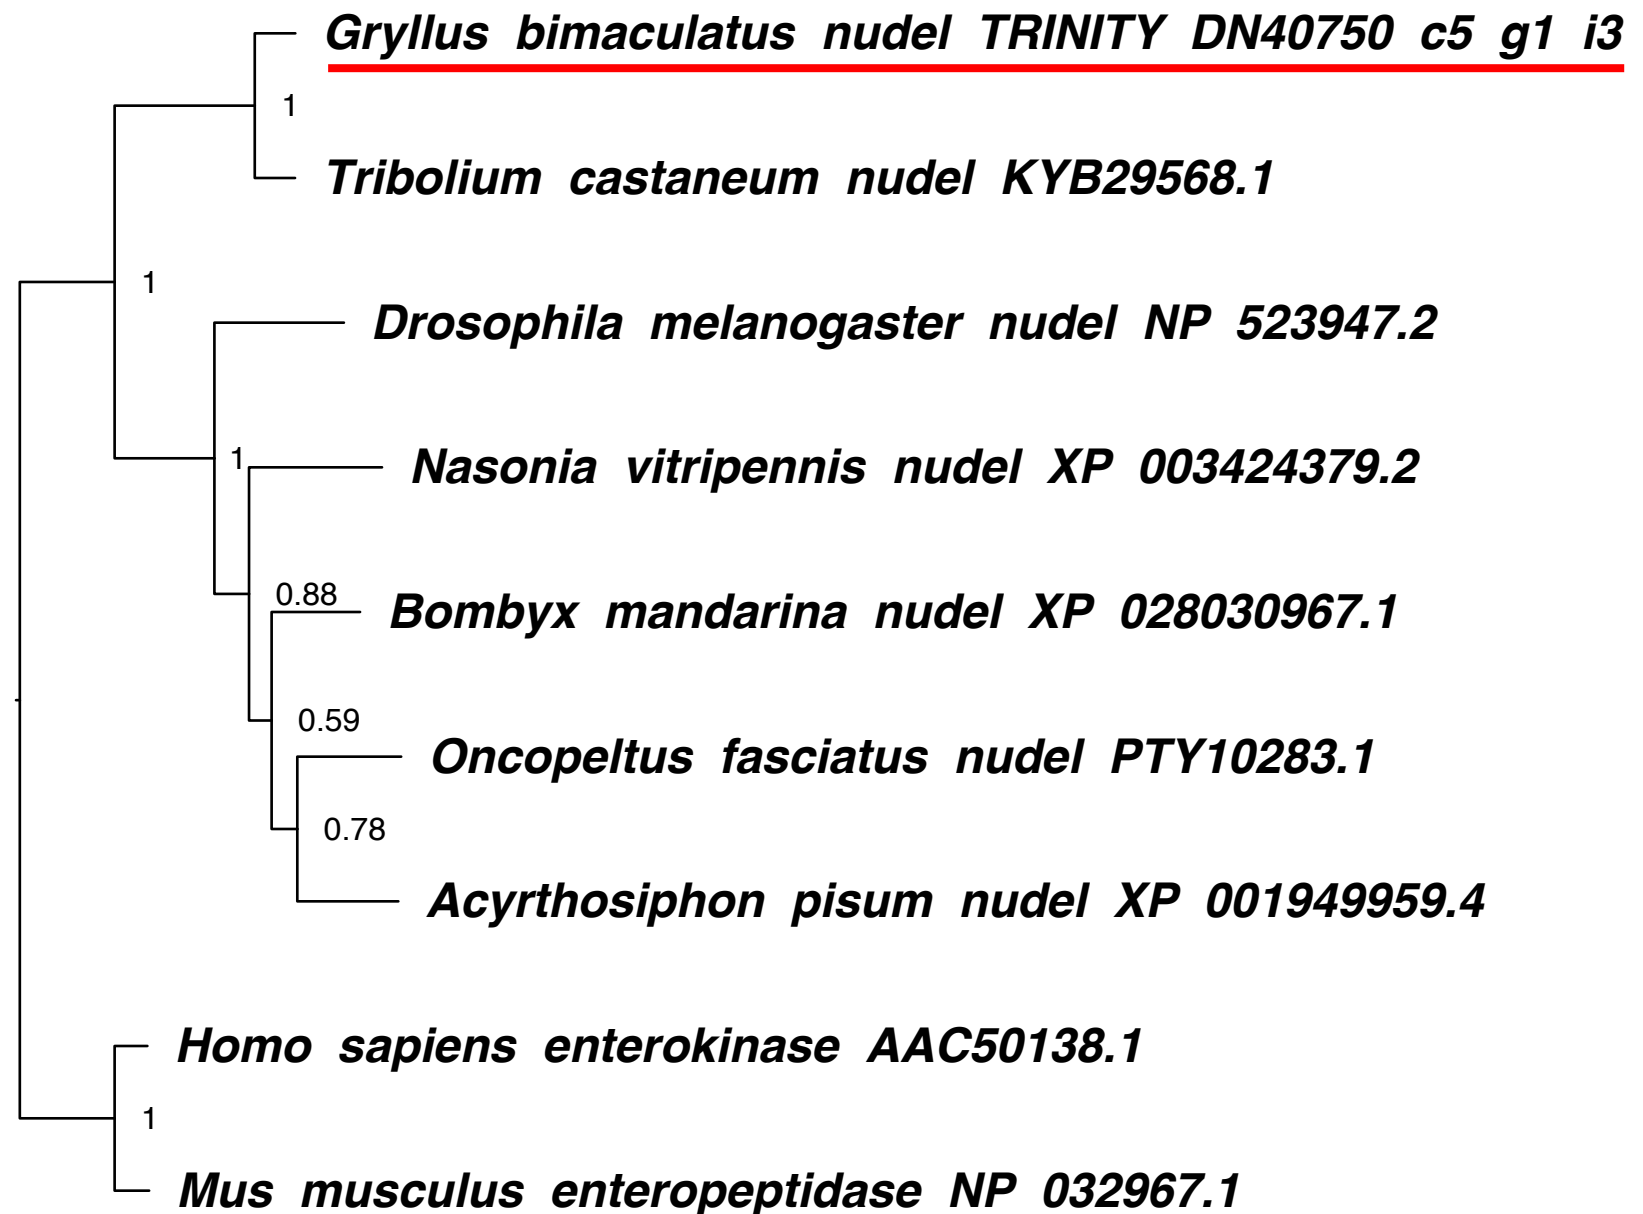 Gryllus bimaculatus nudel TRINITY DN40750 c5 g1 i3
1
Tribolium castaneum nudel KYB29568.1
1
Drosophila melanogaster nudel NP 523947.2
1
Nasonia vitripennis nudel XP 003424379.2
0.88
Bombyx mandarina nudel XP 028030967.1
0.59
Oncopeltus fasciatus nudel PTY10283.1
0.78
Acyrthosiphon pisum nudel XP 001949959.4
Homo sapiens enterokinase AAC50138.1
1
Mus musculus enteropeptidase NP 032967.1